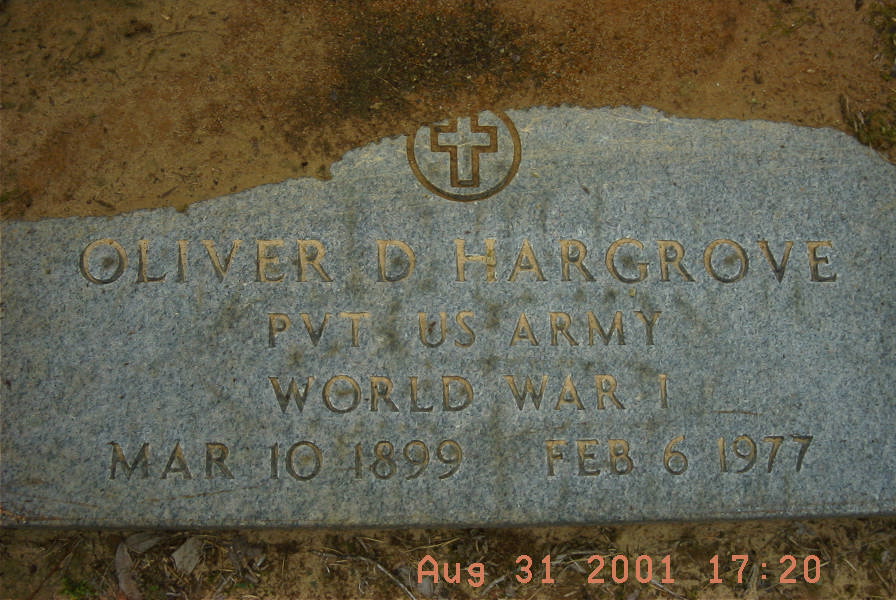 OLIVER D HARGROVE
PVT US ARMY
WORLD WAR I
MAR 10 1899 FEB 6 1977
Aug 31 2001 17:20